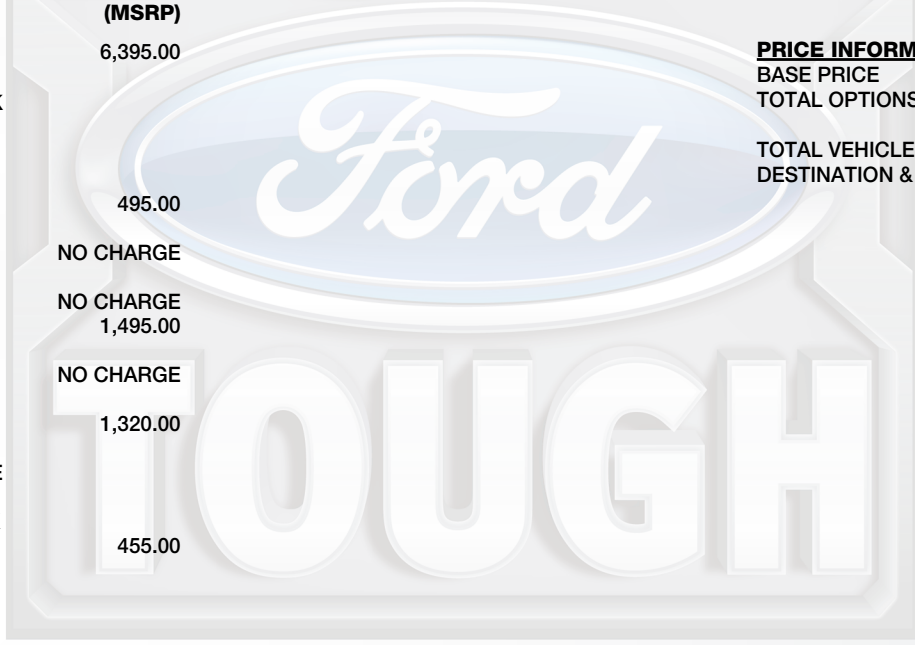 (MSRP)
6,395.00
495.00
NO CHARGE
NO CHARGE
1,495.00
NO CHARGE
1,320.00
455.00
PRICE INFORM
BASE PRICE
TOTAL OPTIONS
TOTAL VEHICLE
DESTINATION &
Ford
TOUGH